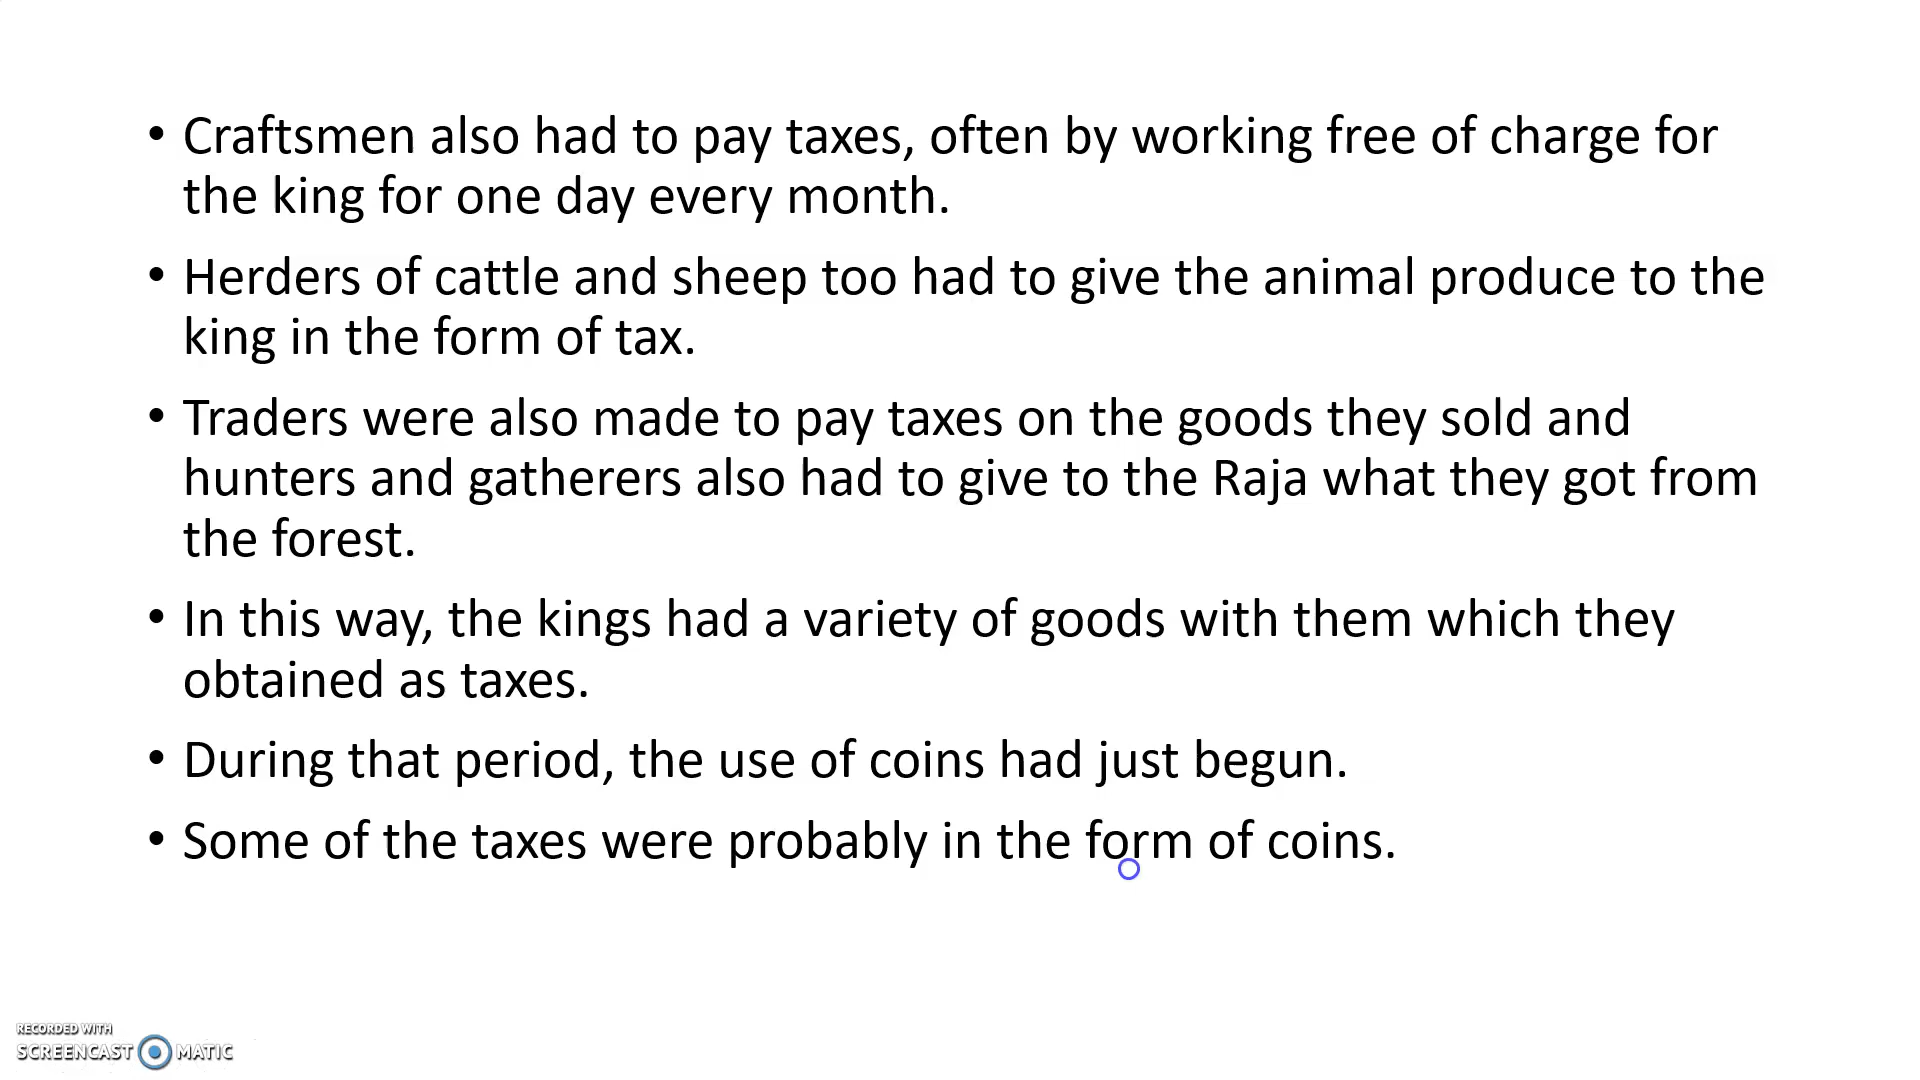 • Craftsmen also had to pay taxes, often by working free of charge for
the king for one day every month.
• Herders of cattle and sheep too had to give the animal produce to the
king in the form of tax.
• Traders were also made to pay taxes on the goods they sold and
hunters and gatherers also had to give to the Raja what they got from
the forest.
• In this way, the kings had a variety of goods with them which they
obtained as taxes.
• During that period, the use of coins had just begun.
• Some of the taxes were probably in the form of coins.
RECORDED WITH
SCREENCAST MATIC